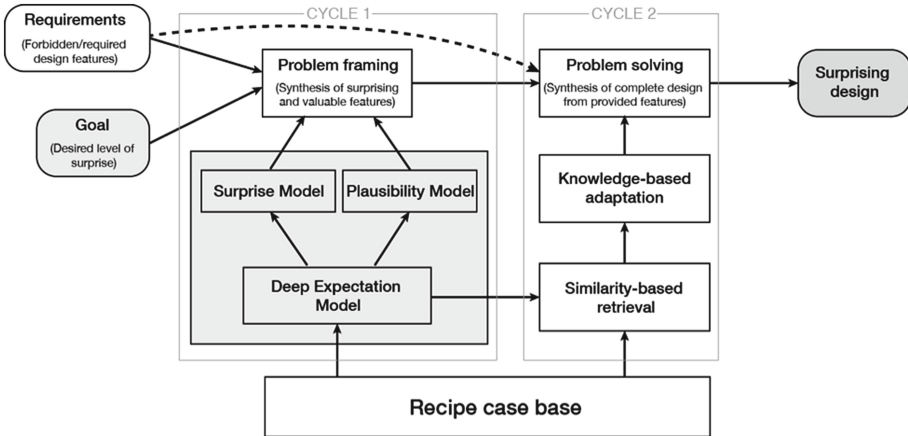 CYCLE 1
CYCLE 2
Requirements
(Forbidden/required
design features)
Goal
(Desired level of
surprise)
Problem framing
(Synthesis of surprising
and valuable features)
Surprise Model
Plausibility Model
Deep Expectation
Model
Problem solving
(Synthesis of complete design
from provided features)
Knowledge-based
adaptation
Similarity-based
retrieval
Surprising
design
Recipe case base